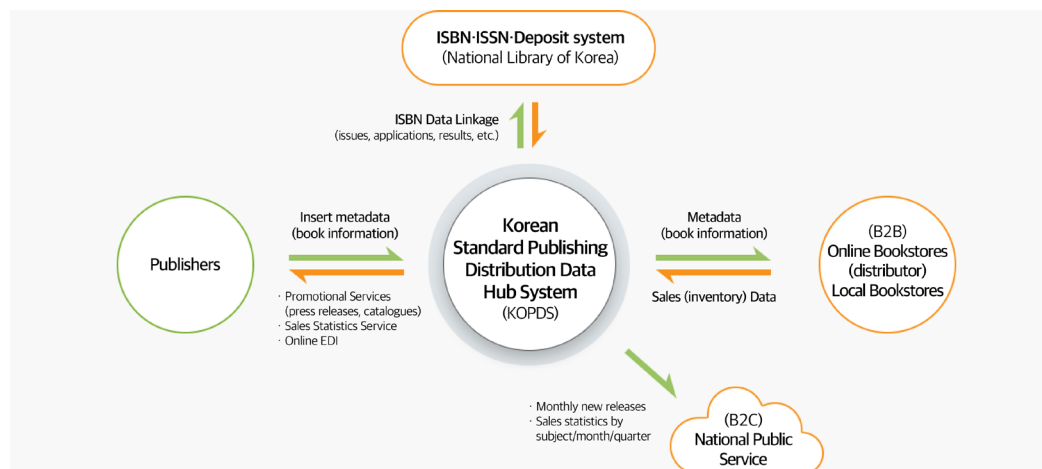 ISBN·ISSN·Deposit system
(National Library of Korea)
ISBN Data Linkage
(issues, applications, results, etc.)
Publishers
Insert metadata
(book information)
· Promotional Services
(press releases, catalogues)
· Sales Statistics Service
· Online EDI
Korean
Standard Publishing
Distribution Data
Hub System
(KOPDS)
Metadata
(book information)
Sales (inventory) Data
(B2B)
Online Bookstores
(distributor)
Local Bookstores
· Monthly new releases
· Sales statistics by
subject/month/quarter
(B2C)
National Public
Service